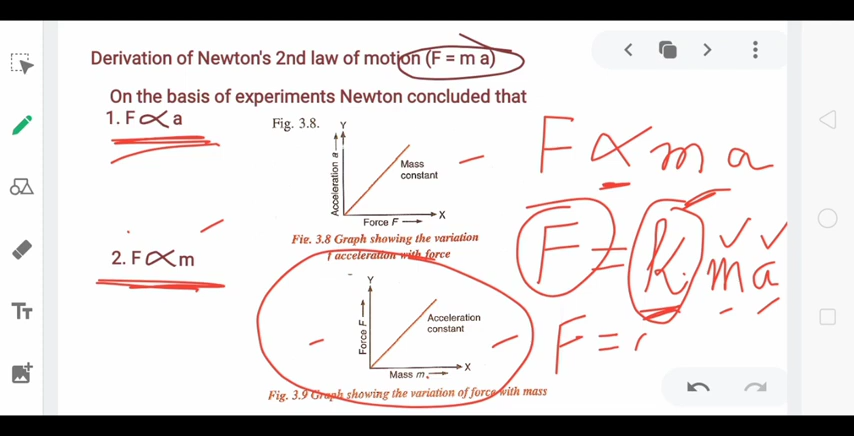 Derivation of Newton's 2nd law of motion (F = m a)
On the basis of experiments Newton concluded that
1. F∝a
Fig. 3.8.
Y
Acceleration a
Mass
constant
X
Force F
Fig. 3.8 Graph showing the variation
f acceleration with force
2. F∝m
Y
Force F
Acceleration
constant
X
Mass m.
Fig. 3.9 Graph showing the variation of force with mass
F ∝ m a
F = K m a
F =
Tт